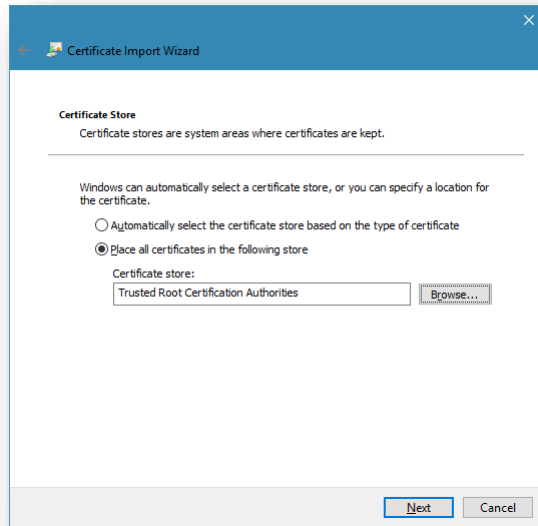 Certificate Import Wizard
Certificate Store
Certificate stores are system areas where certificates are kept.
Windows can automatically select a certificate store, or you can specify a location for
the certificate.
Automatically select the certificate store based on the type of certificate
Place all certificates in the following store
Certificate store:
Trusted Root Certification Authorities
Browse...
Next
Cancel